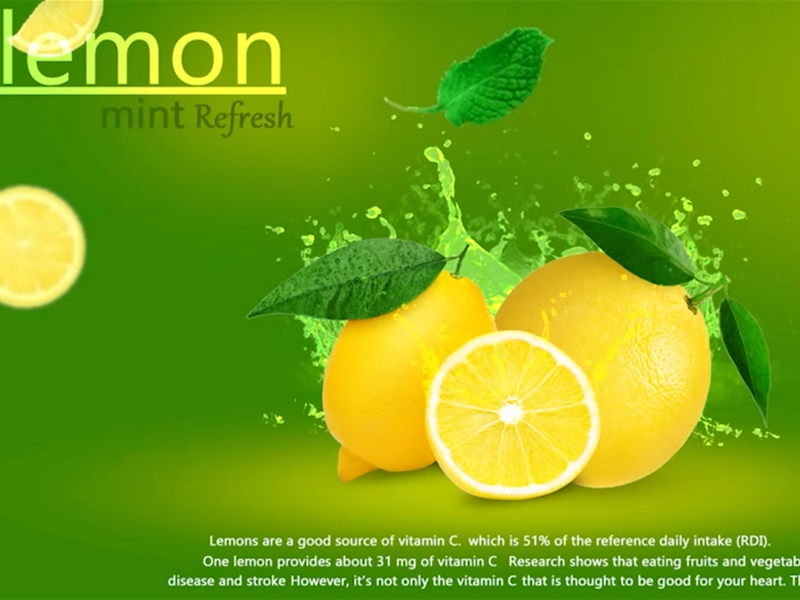 lemon
mint Refresh
Lemons are a good source of vitamin C. which is 51% of the reference daily intake (RDI).
One lemon provides about 31 mg of vitamin C Research shows that eating fruits and vegetab
disease and stroke However, it's not only the vitamin C that is thought to be good for your heart. Th